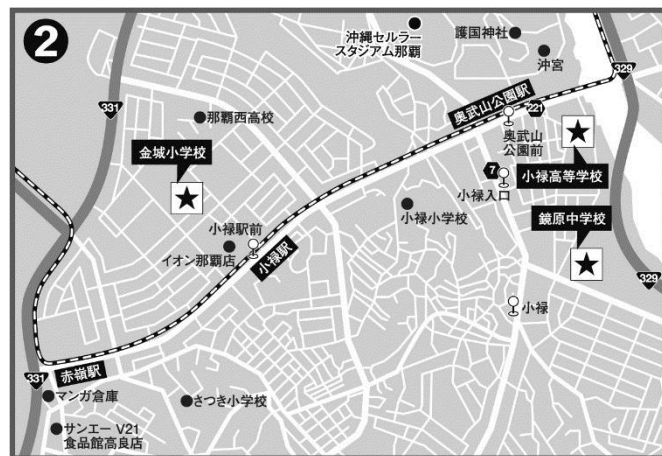 2
沖縄セルラー
スタジアム那覇
護国神社
沖宮
329
331
那覇西高校
奥武山公園駅
221
奥武山
公園前
金城小学校
小禄高等学校
7
小禄入口
小禄小学校
鏡原中学校
小禄駅前
イオン那覇店
小禄駅
329
小禄
赤嶺駅
331
マンガ倉庫
さつき小学校
サンエー V21
食品館高良店